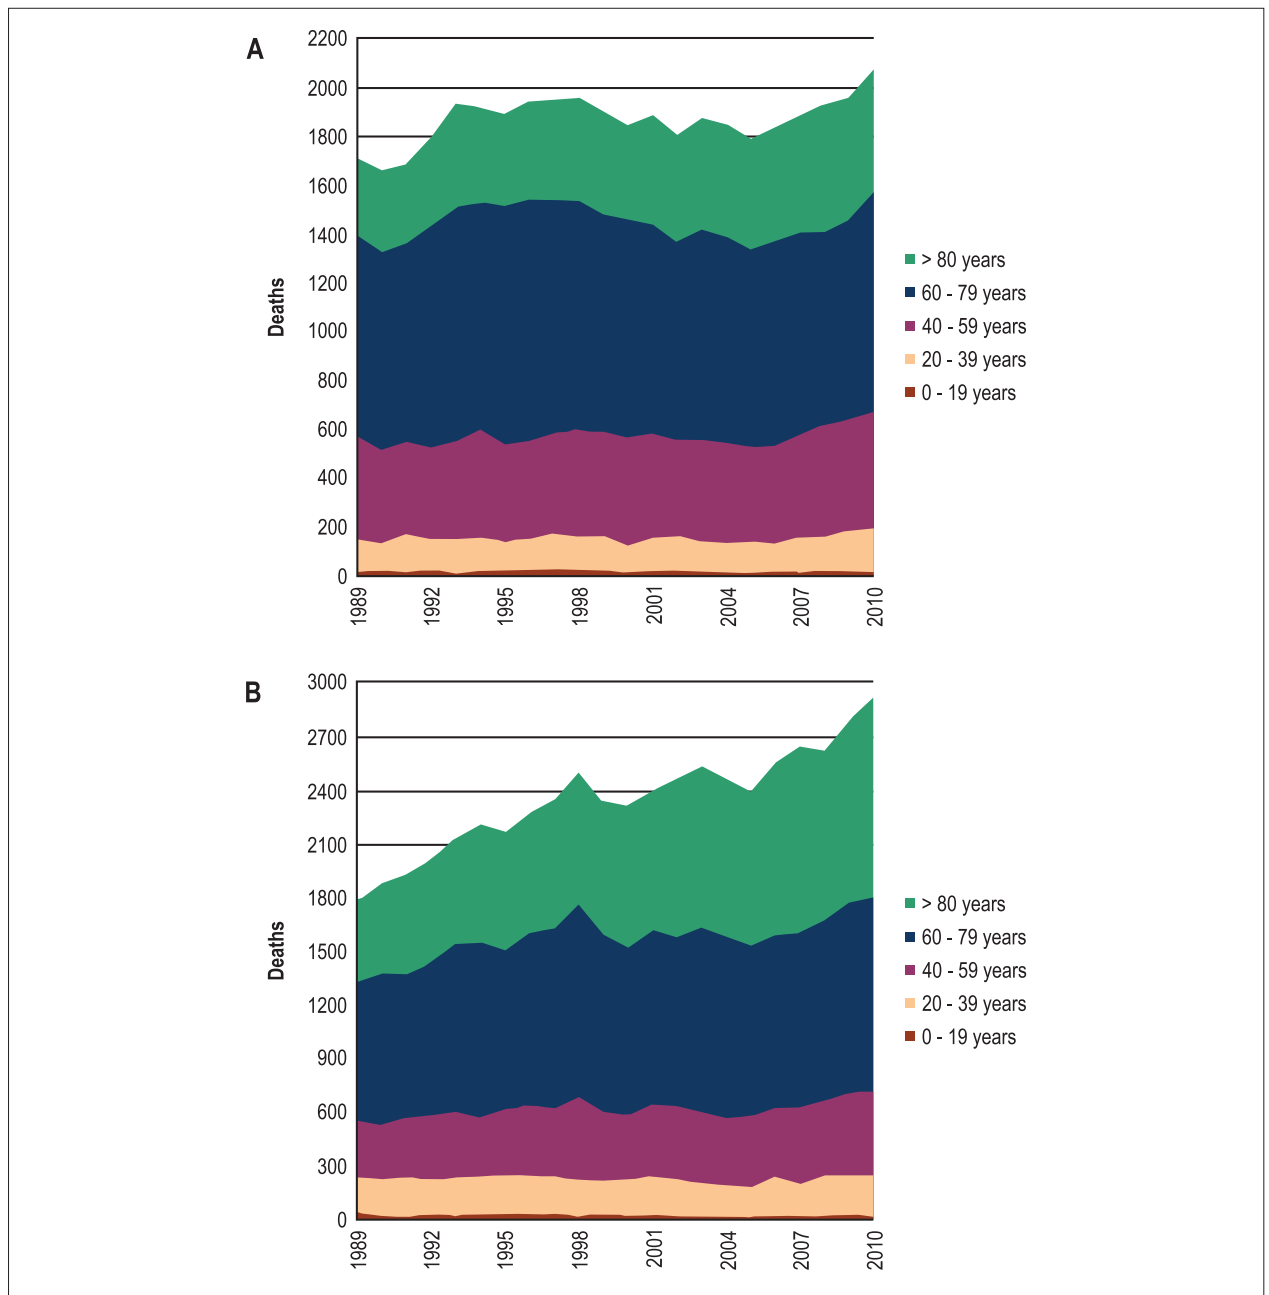 A
2200
2000
1800
1600
1400
1200
1000
800
600
400
200
0
Deaths
1989
1992
1995
1998
2001
2004
2007
2010
> 80 years
60 - 79 years
40 - 59 years
20 - 39 years
0 - 19 years
B
3000
2700
2400
2100
1800
1500
1200
900
600
300
0
Deaths
1989
1992
1995
1998
2001
2004
2007
2010
> 80 years
60 - 79 years
40 - 59 years
20 - 39 years
0 - 19 years